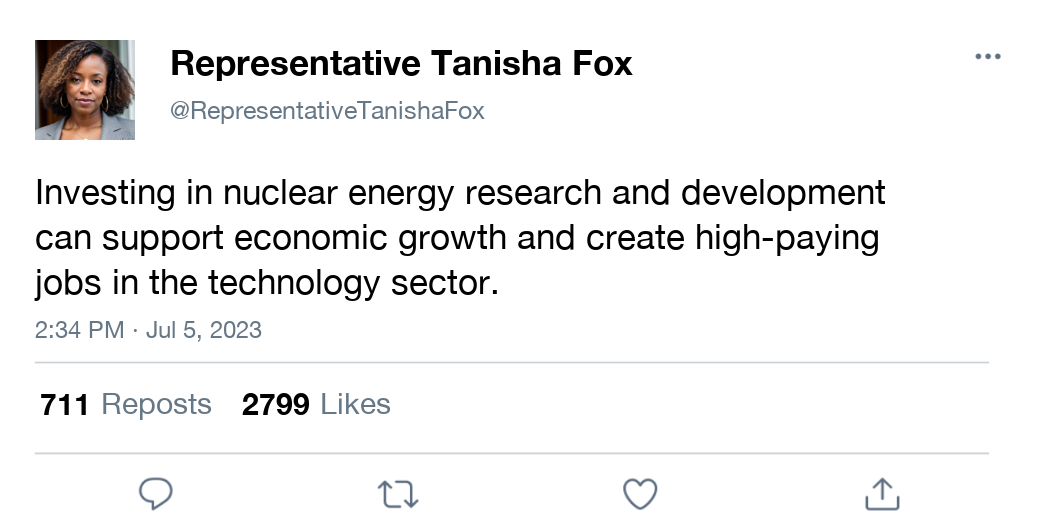 Representative Tanisha Fox
@RepresentativeTanishaFox
Investing in nuclear energy research and development
can support economic growth and create high-paying
jobs in the technology sector.
2:34 PM · Jul 5, 2023
711 Reposts 2799 Likes